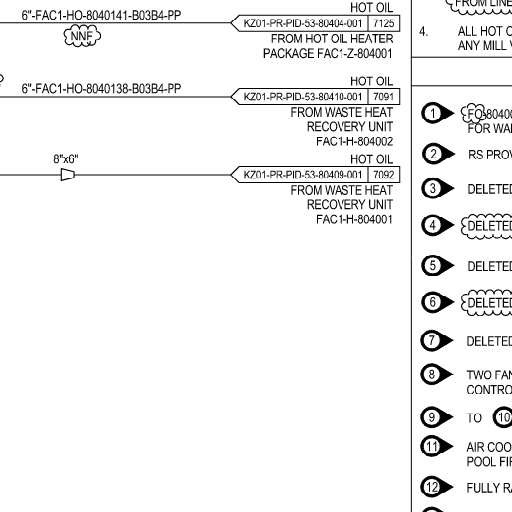 6"-FAC1-HO-8040141-B03B4-PP
NNF
HOT OIL
KZ01-PR-PID-53-80404-001 7125
FROM HOT OIL HEATER
PACKAGE FAC1-Z-804001
6"-FAC1-HO-8040138-B03B4-PP
HOT OIL
KZ01-PR-PID-53-80410-001 7091
FROM WASTE HEAT
RECOVERY UNIT
FAC1-H-804002
8"x6"
HOT OIL
KZ01-PR-PID-53-80409-001 7092
FROM WASTE HEAT
RECOVERY UNIT
FAC1-H-804001
FROM LINE
4. ALL HOT O
ANY MILL
1 FO-80400
FOR WA
2 RS PROV
3 DELETED
4 DELETED
5 DELETED
6 DELETED
7 DELETED
8 TWO FAN
CONTRO
9 TO 10
11 AIR COO
POOL FI
12 FULLY RA